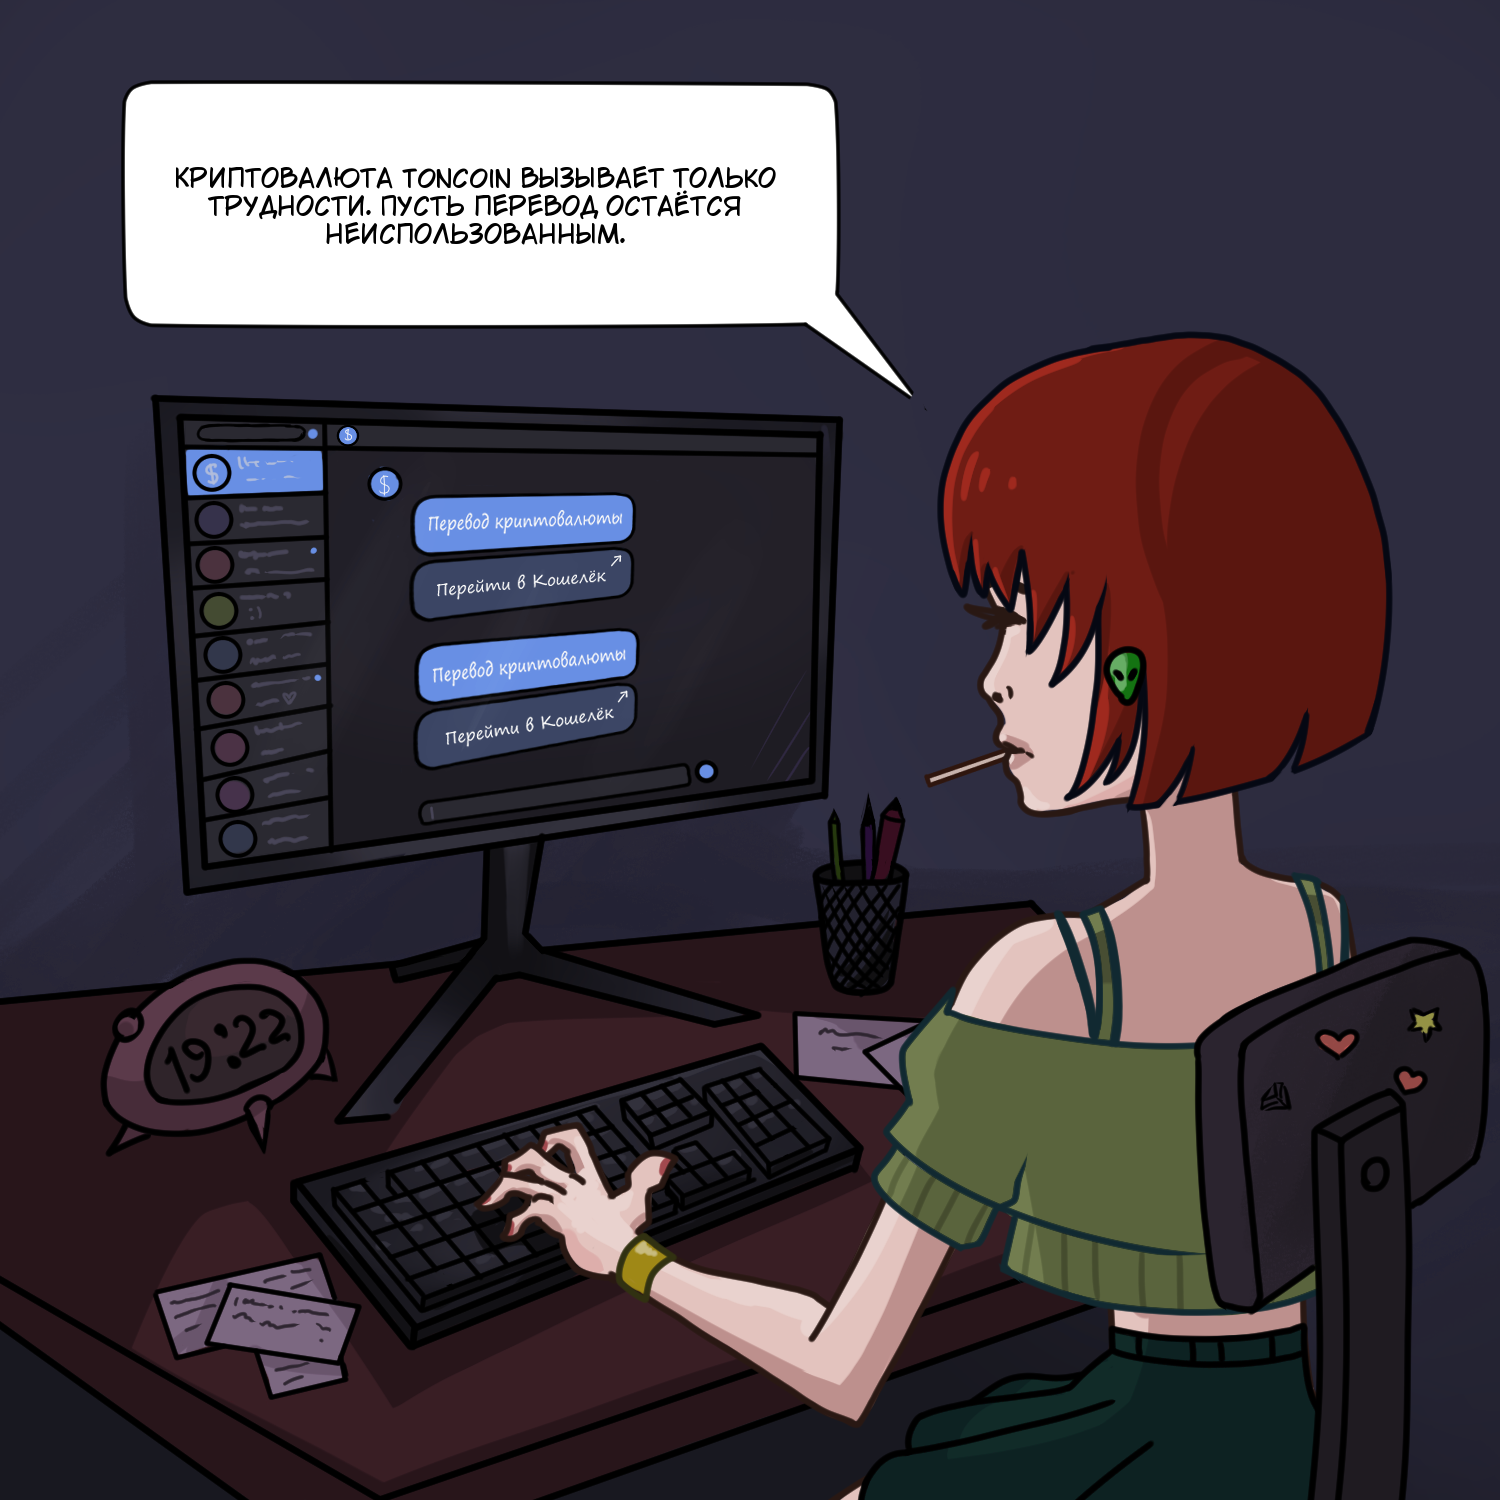 КРИПТОВАЛЮТА TONCOIN ВЫЗЫВАЕТ ТОЛЬКО
ТРУДНОСТИ. ПУСТЬ ПЕРЕВОД ОСТАЁТСЯ
НЕИСПОЛЬЗОВАННЫМ.
$
$
$
Перевод криптовалюты
Перейти в Кошелёк
:)
Перевод криптовалюты
Перейти в Кошелёк
19:22